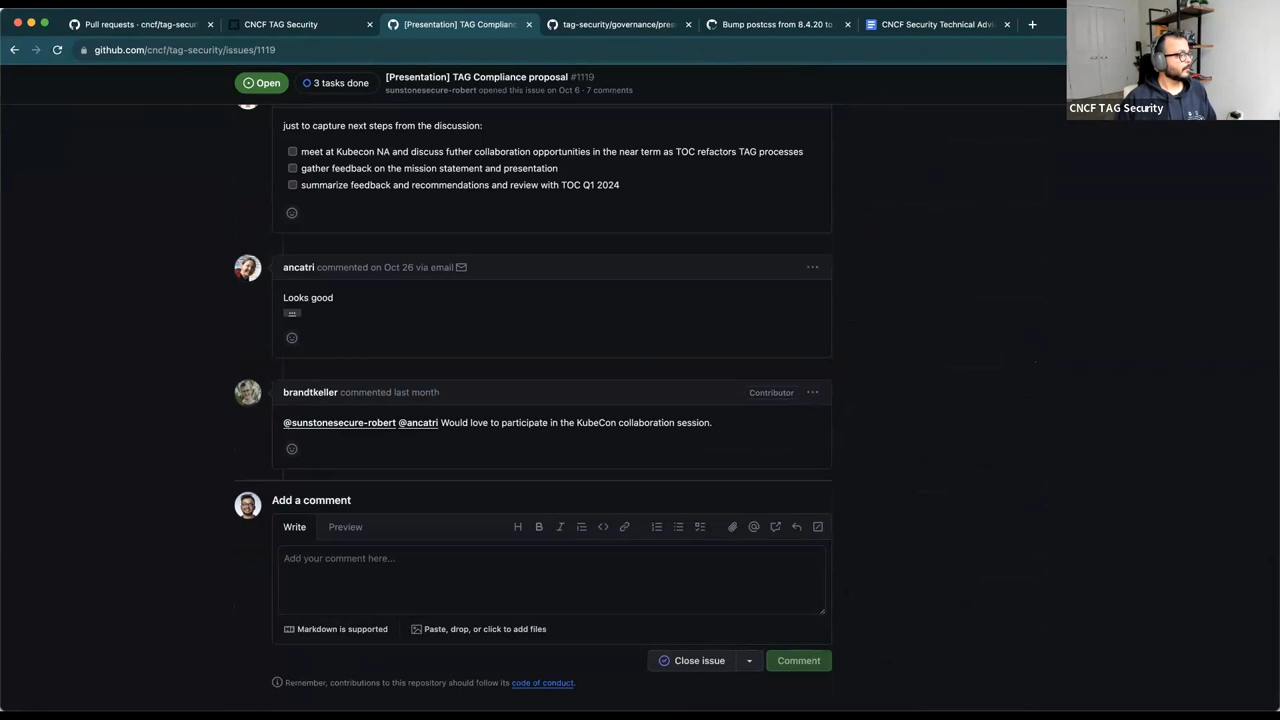 Pull requests · cncf/tag-secur
CNCF TAG Security
[Presentation] TAG Complianc
tag-security/governance/pres
Bump postcss from 8.4.20 to
CNCF Security Technical Advi
github.com/cncf/tag-security/issues/1119
CNCF TAG Security
Open
3 tasks done
[Presentation] TAG Compliance proposal #1119
sunstonesecure-robert opened this issue on Oct 6 · 7 comments
just to capture next steps from the discussion:
meet at Kubecon NA and discuss futher collaboration opportunities in the near term as TOC refactors TAG processes
gather feedback on the mission statement and presentation
summarize feedback and recommendations and review with TOC Q1 2024
ancatri commented on Oct 26 via email
Looks good
brandtkeller commented last month
Contributor
@sunstonesecure-robert @ancatri Would love to participate in the KubeCon collaboration session.
Add a comment
Write
Preview
Add your comment here...
Markdown is supported
Paste, drop, or click to add files
Close issue
Comment
Remember, contributions to this repository should follow its code of conduct.